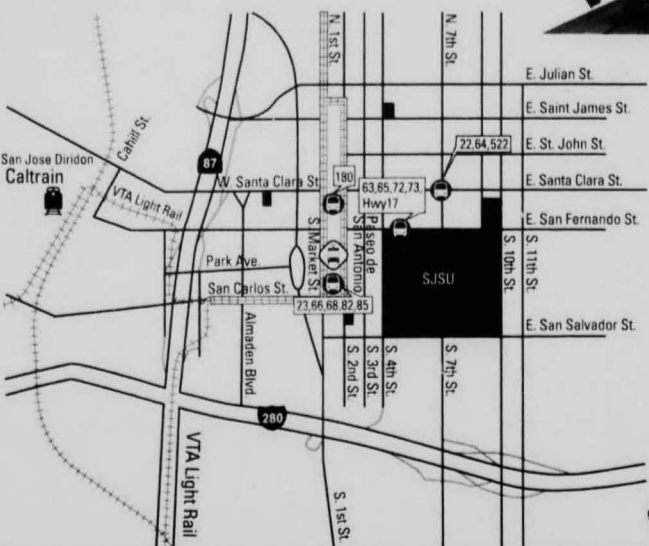 N. 1st St.
N. 7th St.
E. Julian St.
E. Saint James St.
E. St. John St.
22,64,522
Cahill St.
San Jose Diridon
Caltrain
87
VTA Light Rail
W. Santa Clara St.
180
63,65,72,73.
Hwy17
E. Santa Clara St.
E. San Fernando St.
Park Ave.
San Carlos St.
S. Market St.
Paseo de
San Antonio
SJSU
S. 10th St.
S. 11th St.
23,66,68,82,85
E. San Salvador St.
Almaden Blvd.
S. 2nd St.
S. 3rd St.
S. 4th St.
S. 7th St.
280
VTA Light Rail
S. 1st St.